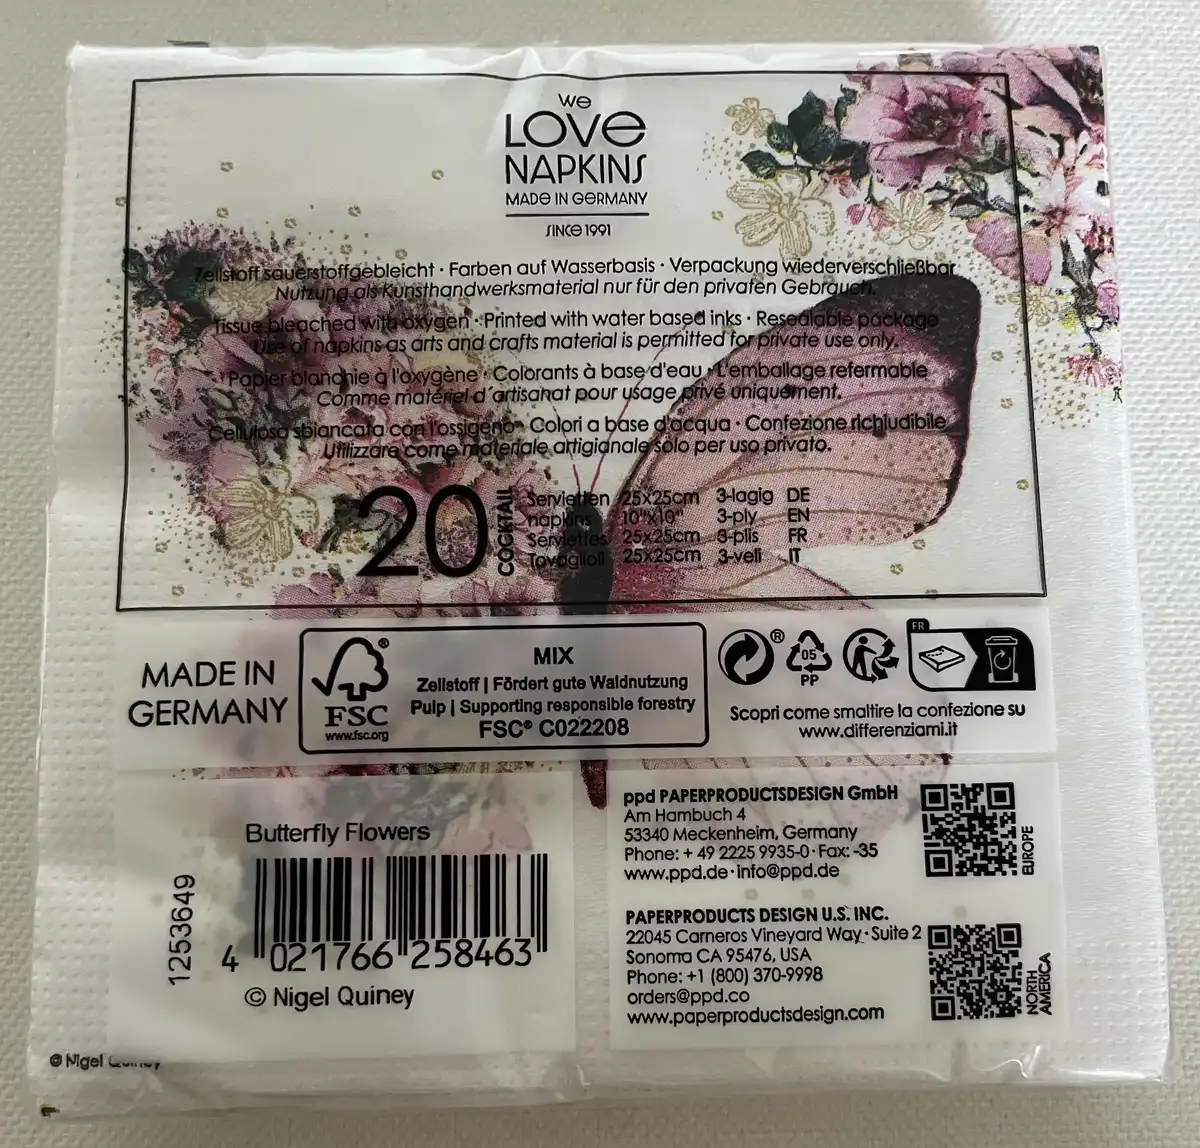 We
LOVe
NAPKINS
MADE IN GERMANY
SINCE 1991
Zellstoff sauerstoffgebleicht · Farben auf Wasserbasis · Verpackung wiederverschließbar
Nutzung als Kunsthandwerksmaterial nur für den privaten Gebrauch.
Tissue bleached with oxygen · Printed with water based inks · Resealable package
Use of napkins as arts and crafts material is permitted for private use only.
Papier blanchie à l'oxygène · Colorants à base d'eau · L'emballage refermable
Comme matériel d'artisanat pour usage privé uniquement.
Cellulosa sbiancata con l'ossigeno · Colori a base d'acqua · Confezione richiudibile
Utilizzare come materiale artigianale solo per uso privato.
20 COCKTAIL
Servietten 25x25cm 3-lagig DE
napkins 10"x10" 3-ply EN
Serviettes 25x25cm 3-plis FR
Tovaglioli 25x25cm 3-veli IT
MADE IN
GERMANY
FSC®
www.fsc.org
MIX
Zellstoff | Fördert gute Waldnutzung
Pulp | Supporting responsible forestry
FSC® C022208
®
05
PP
FR
Scopri come smaltire la confezione su
www.differenziami.it
Butterfly Flowers
1253649
4 021766 258463
© Nigel Quiney
ppd PAPERPRODUCTSDESIGN GmbH
Am Hambuch 4
53340 Meckenheim, Germany
Phone: + 49 2225 9935-0 · Fax: -35
www.ppd.de · info@ppd.de
EUROPE
PAPERPRODUCTS DESIGN U.S. INC.
22045 Carneros Vineyard Way · Suite 2
Sonoma CA 95476, USA
Phone: +1 (800) 370-9998
orders@ppd.co
www.paperproductsdesign.com
NORTH
AMERICA
© Nigel Quiney